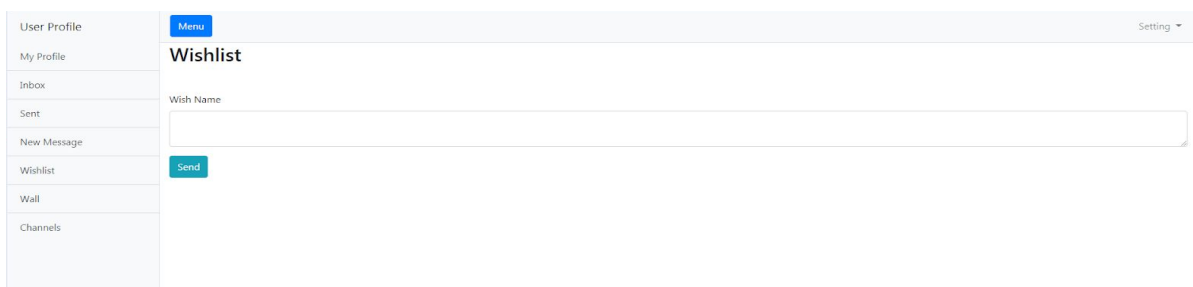 User Profile
Menu
Setting
My Profile
Wishlist
Inbox
Wish Name
Sent
New Message
Wishlist
Send
Wall
Channels